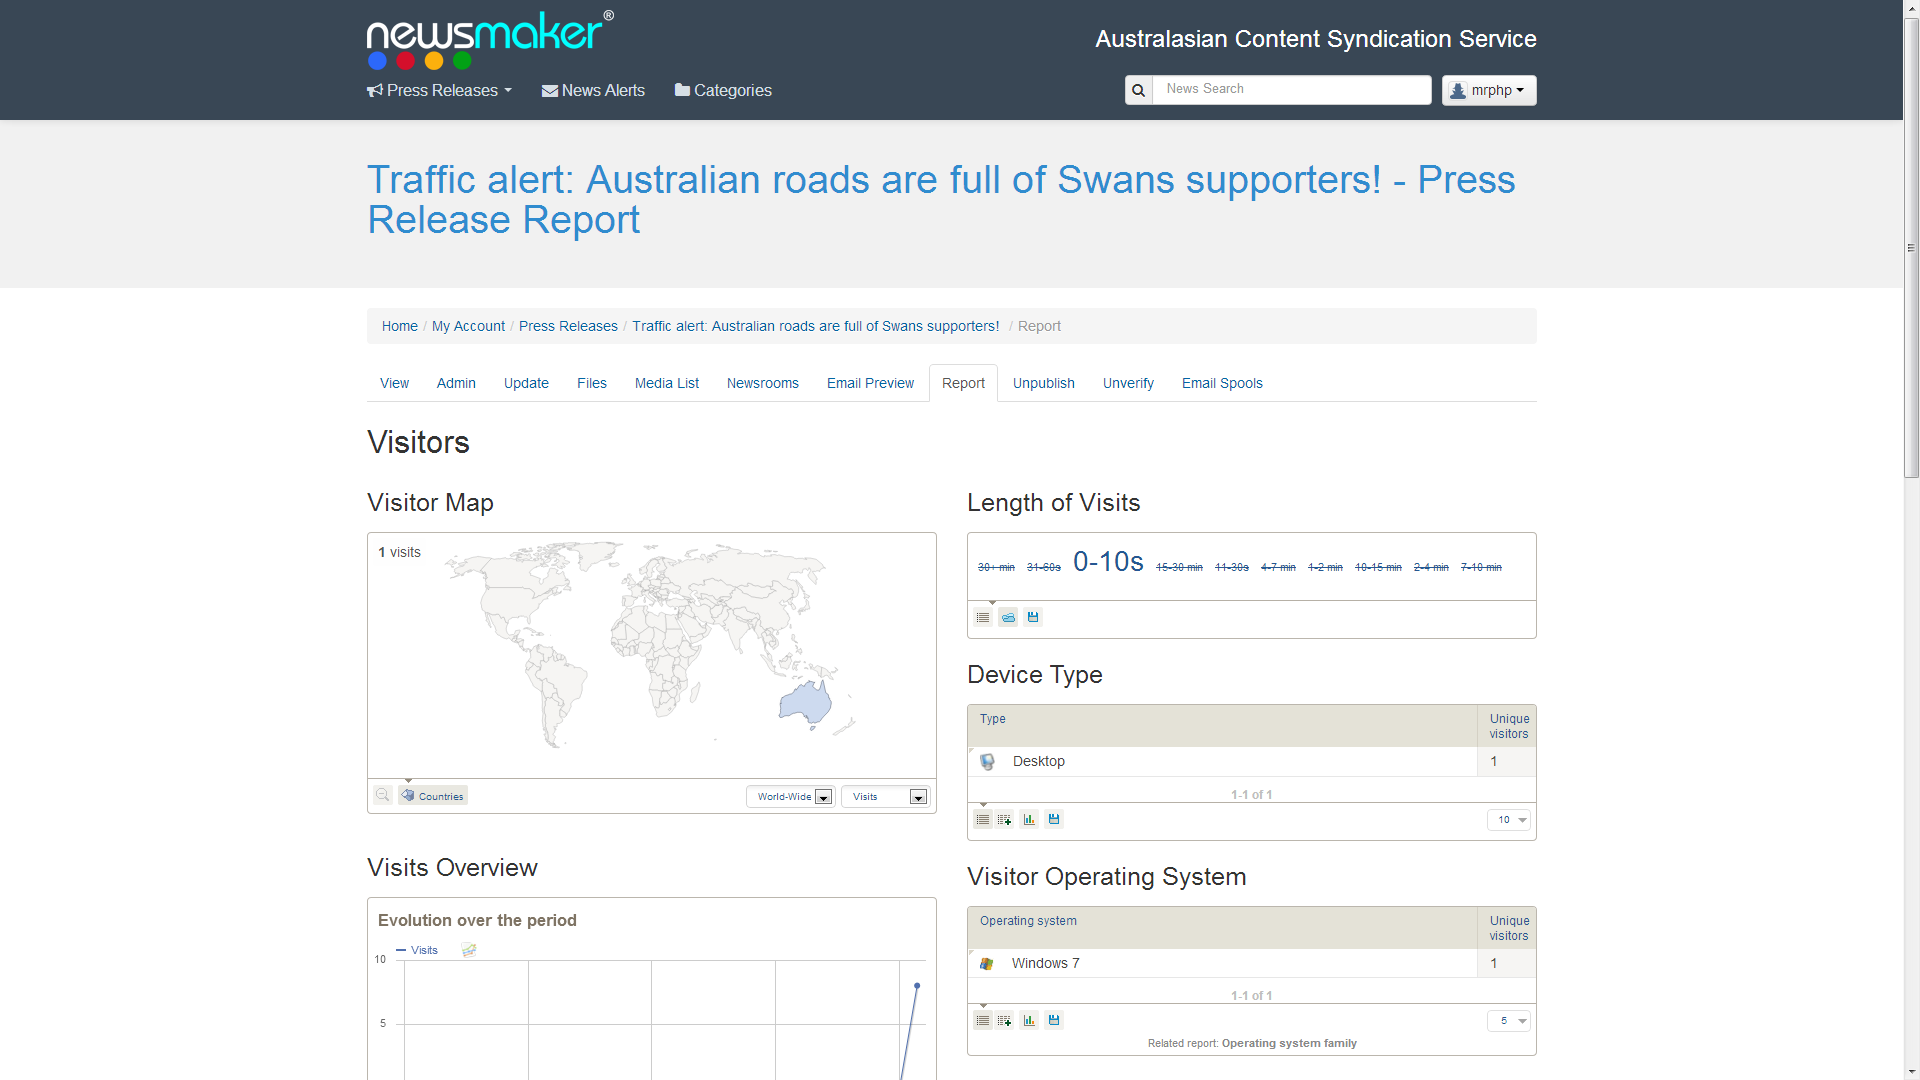 newsmaker®
Australasian Content Syndication Service
Press Releases
News Alerts
Categories
News Search
mrphp
Traffic alert: Australian roads are full of Swans supporters! - Press
Release Report
Home / My Account / Press Releases / Traffic alert: Australian roads are full of Swans supporters! / Report
View
Admin
Update
Files
Media List
Newsrooms
Email Preview
Report
Unpublish
Unverify
Email Spools
Visitors
Visitor Map
1 visits
Countries
World-Wide
Visits
Visits Overview
Evolution over the period
Visits
10
5
Length of Visits
30+ min 31-60s 0-10s 15-30 min 11-30s 4-7 min 1-2 min 10-15 min 2-4 min 7-10 min
Device Type
Type
Unique
visitors
Desktop
1
1-1 of 1
10
Visitor Operating System
Operating system
Unique
visitors
Windows 7
1
1-1 of 1
5
Related report: Operating system family